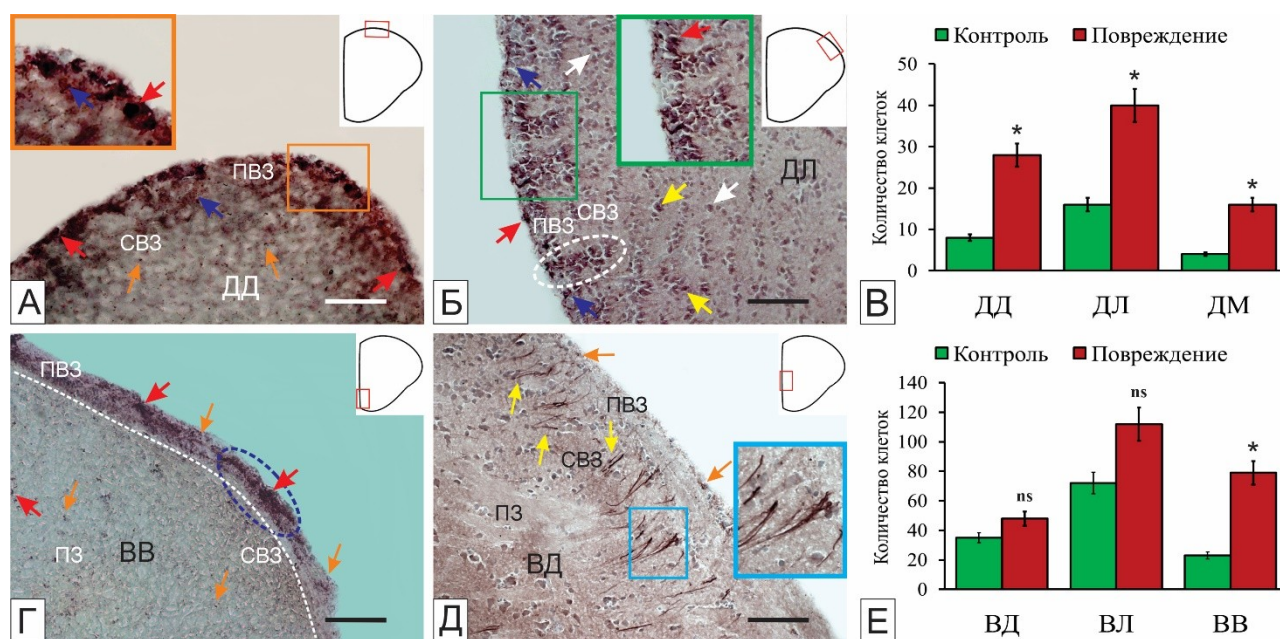 ПВЗ
СВЗ
ДД
А
ПВЗ
СВЗ
ДЛ
Б
Контроль Повреждение
Количество клеток
50
40
30
20
10
0
* * *
ДД ДЛ ДМ
В
ПВЗ
ПЗ
ВВ
СВЗ
Г
ПВЗ
СВЗ
ПЗ
ВД
Д
Контроль Повреждение
Количество клеток
140
120
100
80
60
40
20
0
ns ns *
ВД ВЛ ВВ
Е